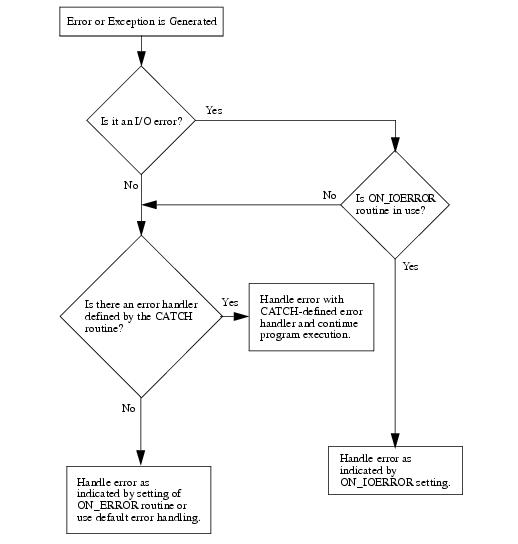 Error or Exception is Generated
Is it an I/O error?
Yes
No
No
Is ON_IOERROR
routine in use?
Yes
Is there an error handler
defined by the CATCH
routine?
Yes
Handle error with
CATCH-defined error
handler and continue
program execution.
No
Handle error as
indicated by
ON_IOERROR setting.
Handle error as
indicated by setting of
ON_ERROR routine or
use default error handling.